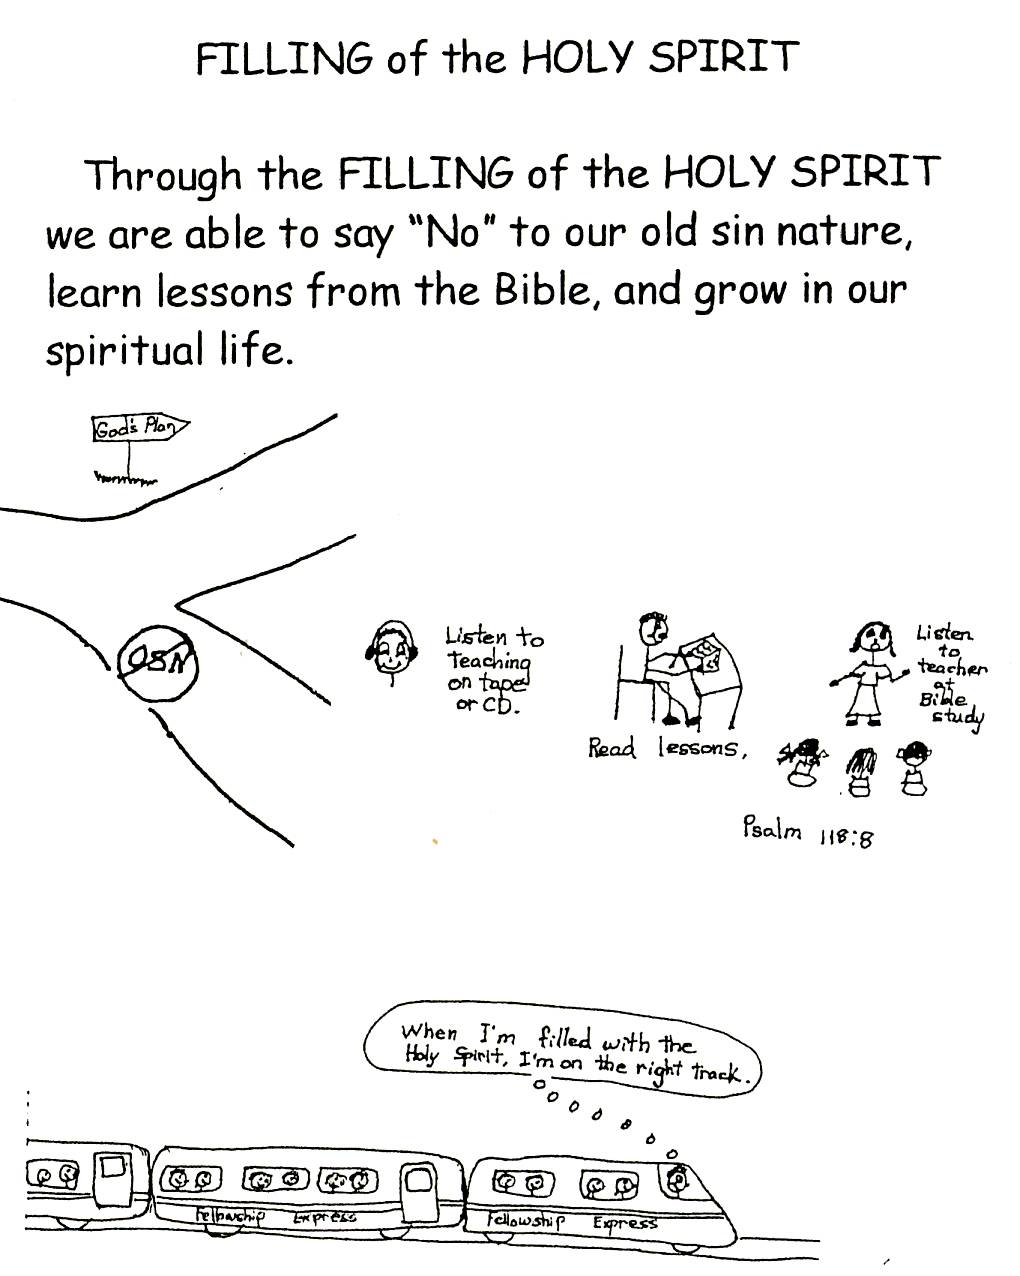 FILLING of the HOLY SPIRIT
Through the FILLING of the HOLY SPIRIT
we are able to say “No” to our old sin nature,
learn lessons from the Bible, and grow in our
spiritual life.
God's Plan
OSN
Listen to
Teaching
on tape
or CD.
Read lessons,
Listen
to
teacher
at
Bible
study
Psalm 118:8
When I'm filled with the
Holy Spirit, I'm on the right track.
Fellowship Express
Fellowship Express